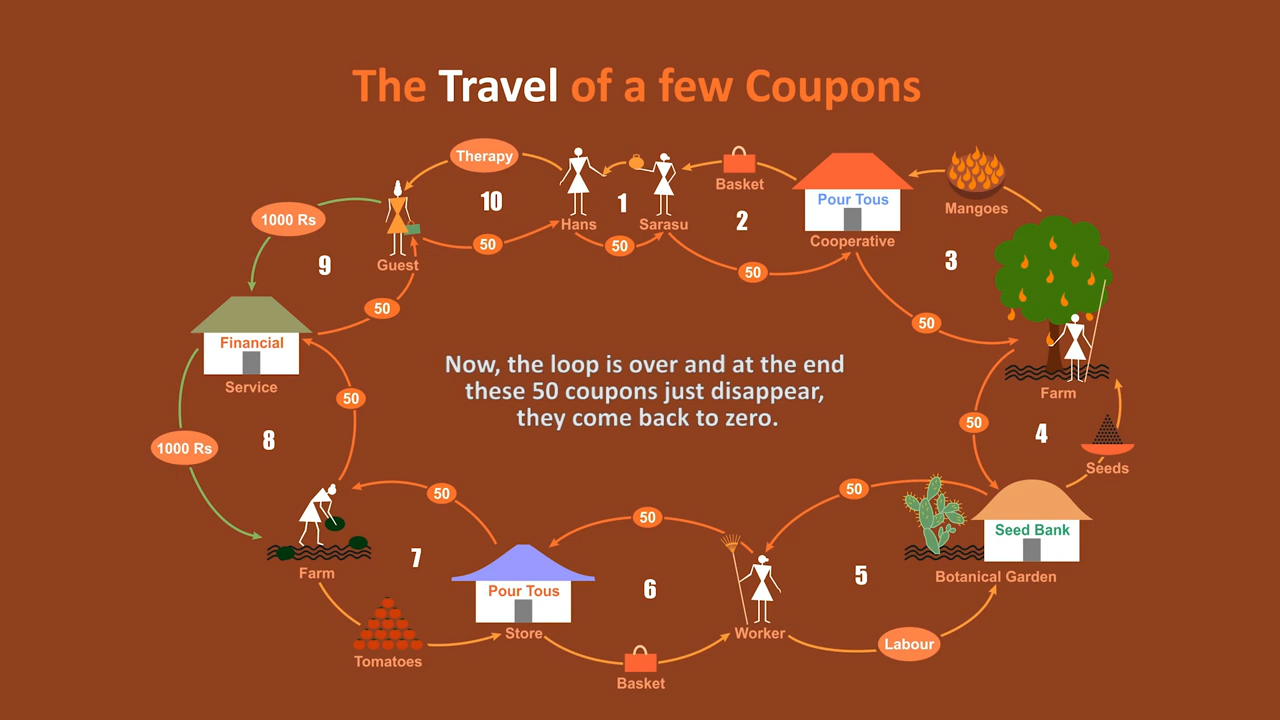 The Travel of a few Coupons
Therapy
10
Hans
1
Sarasu
50
50
Basket
2
50
Pour Tous
Cooperative
Mangoes
3
50
Farm
50
4
Seeds
Seed Bank
Botanical Garden
50
5
Labour
Worker
50
6
Basket
Pour Tous
Store
50
7
Tomatoes
Farm
50
8
1000 Rs
Financial
Service
50
9
1000 Rs
Guest
Now, the loop is over and at the end
these 50 coupons just disappear,
they come back to zero.